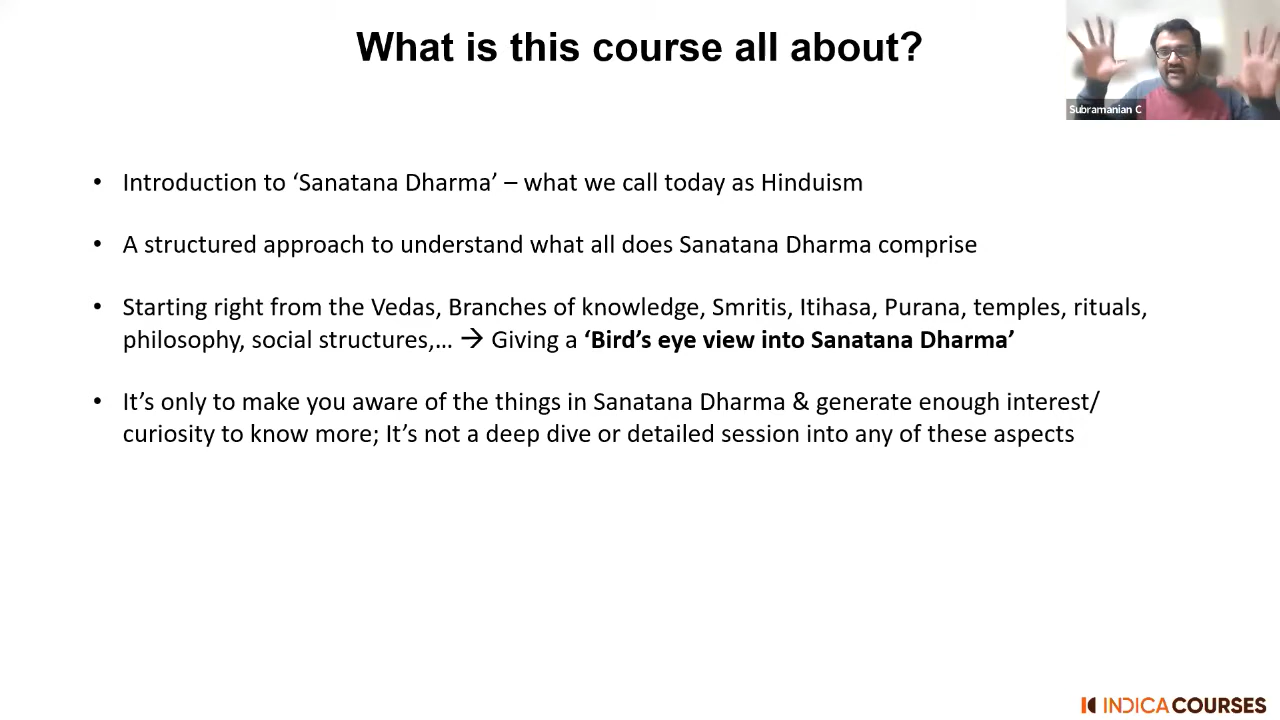 What is this course all about?
Subramanian C
• Introduction to ‘Sanatana Dharma’ – what we call today as Hinduism
• A structured approach to understand what all does Sanatana Dharma comprise
• Starting right from the Vedas, Branches of knowledge, Smritis, Itihasa, Purana, temples, rituals,
philosophy, social structures,… → Giving a ‘Bird’s eye view into Sanatana Dharma’
• It’s only to make you aware of the things in Sanatana Dharma & generate enough interest/
curiosity to know more; It’s not a deep dive or detailed session into any of these aspects
INDICA COURSES